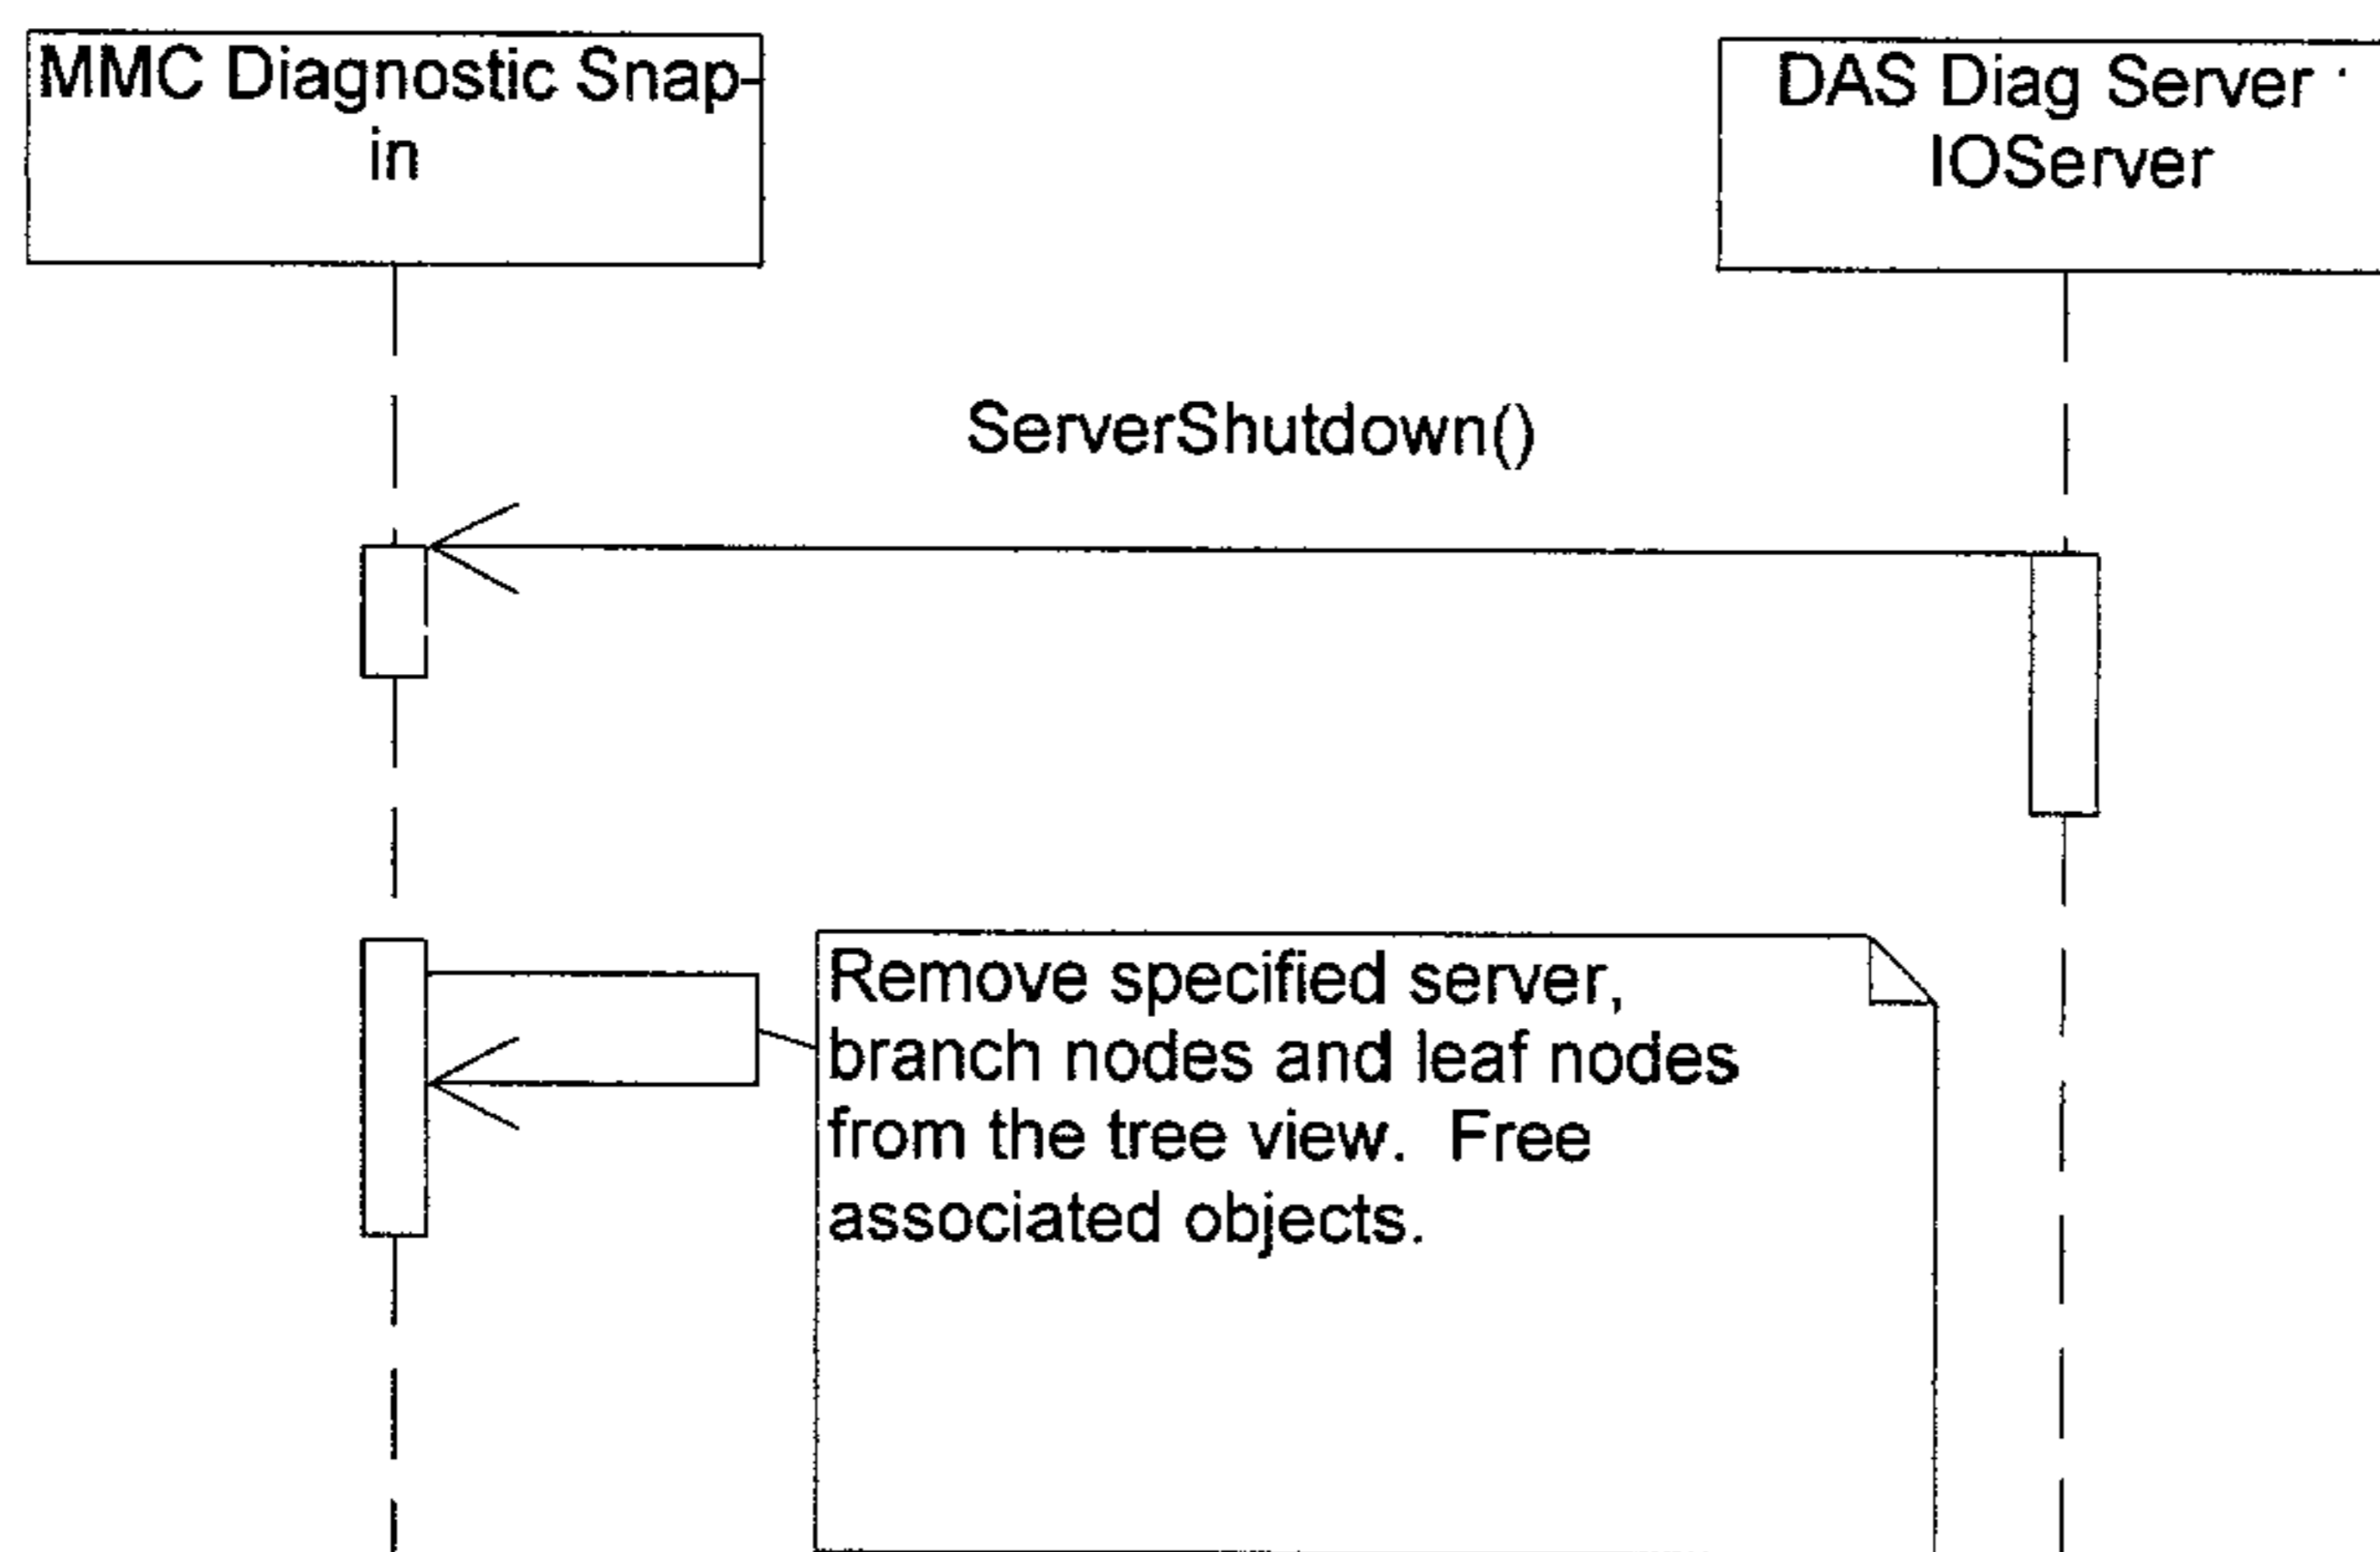 MMC Diagnostic Snap-
in
DAS Diag Server :
IOServer
ServerShutdown()
Remove specified server,
branch nodes and leaf nodes
from the tree view.  Free
associated objects.